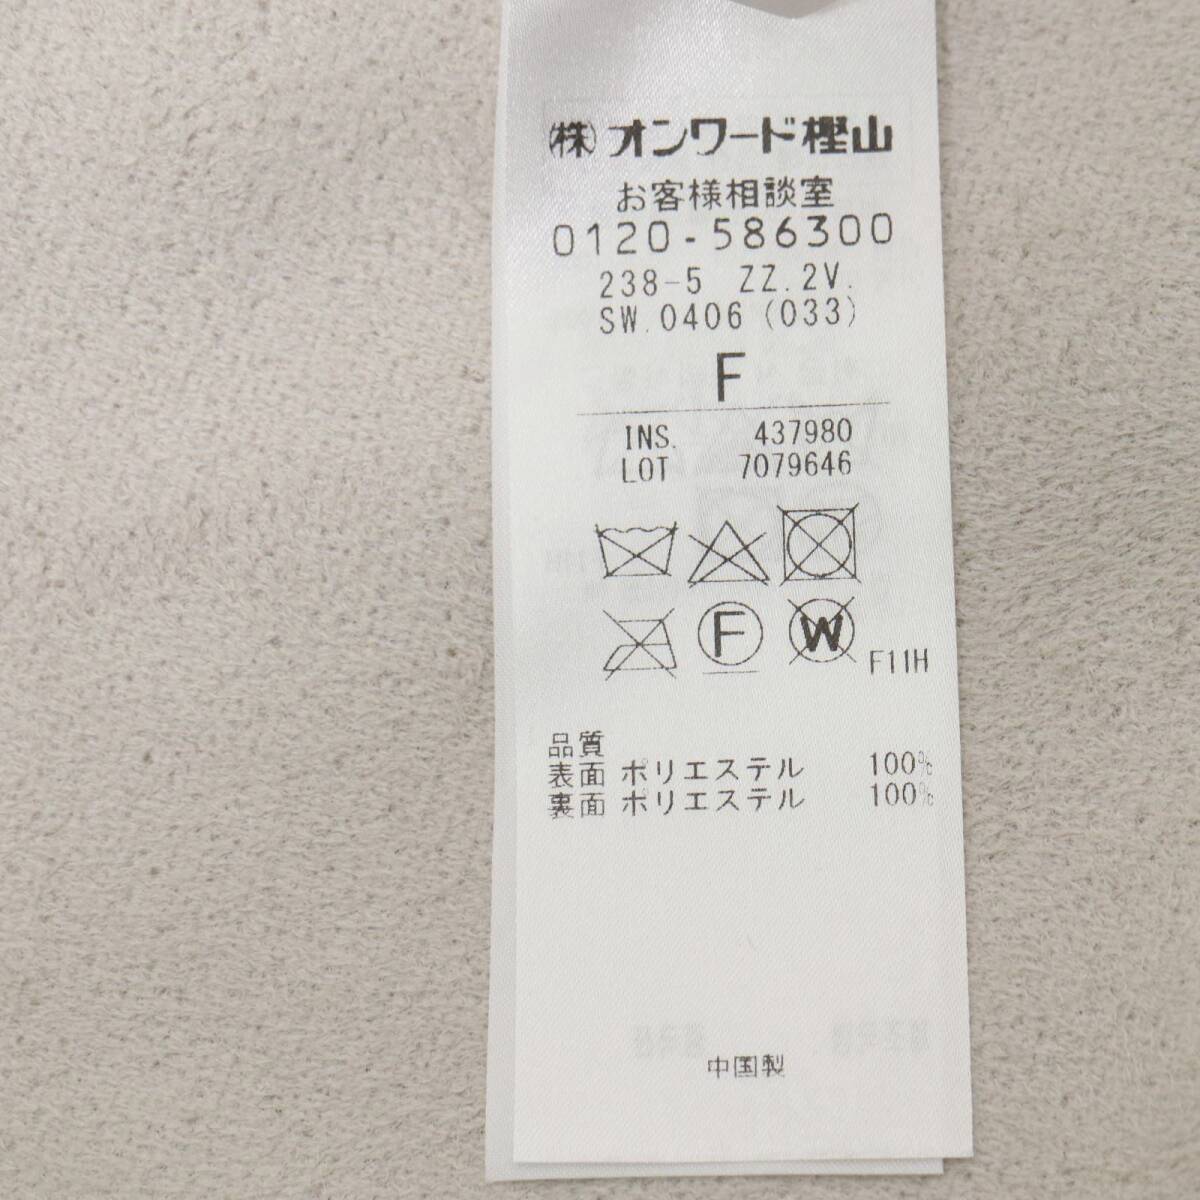 ㈱オンワード樫山
お客様相談室
0120-586300
238-5 ZZ.2V.
SW.0406(033)
F
INS. 437980
LOT 7079646
F
W
F11H
品質
表面 ポリエステル 100%
裏面 ポリエステル 100%
中国製